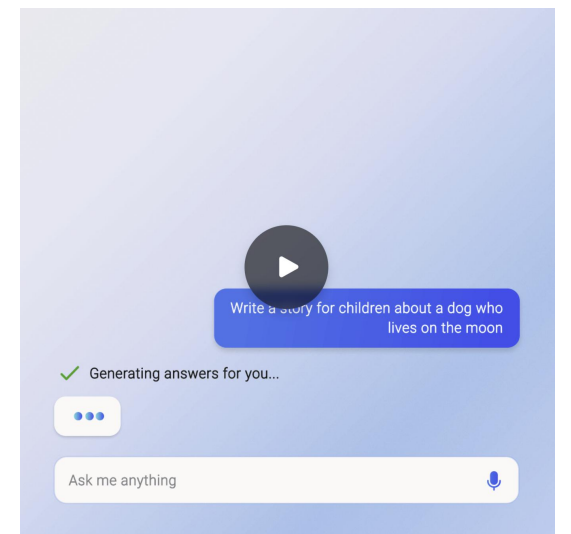 Write a story for children about a dog who
lives on the moon
Generating answers for you...
Ask me anything